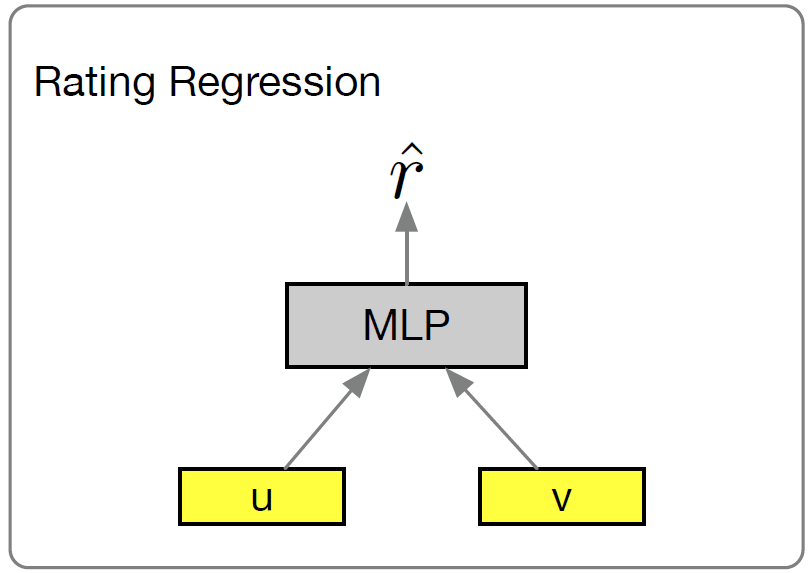 Rating Regression
r̂
MLP
u v